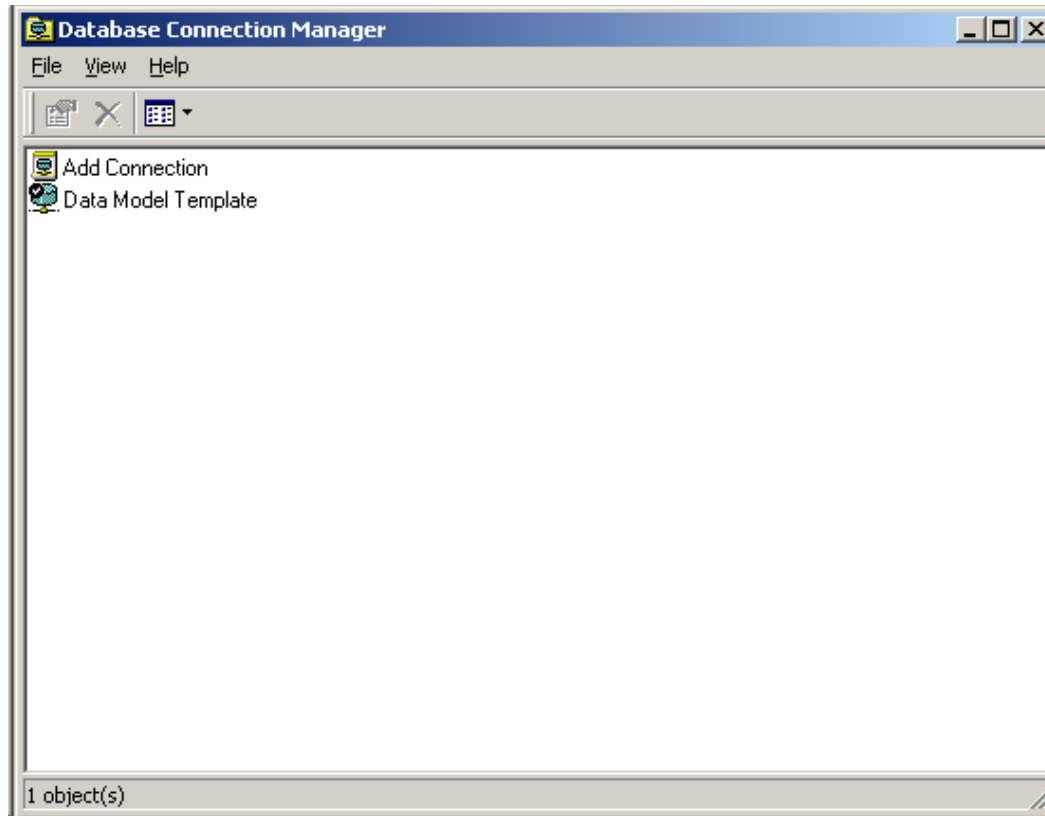 Database Connection Manager
File View Help
Add Connection
Data Model Template
1 object(s)